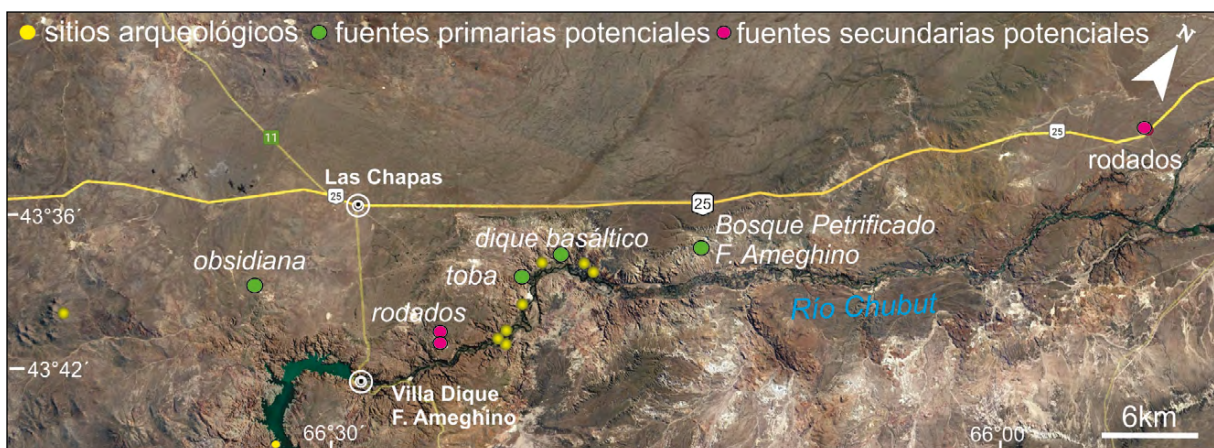 sitios arqueológicos fuentes primarias potenciales fuentes secundarias potenciales
N
11
25
rodados
Las Chapas
25
43°36´
25
Bosque Petrificado
F. Ameghino
dique basáltico
obsidiana
toba
Río Chubut
rodados
43°42´
Villa Dique
F. Ameghino
66°30´
66°00´
6km